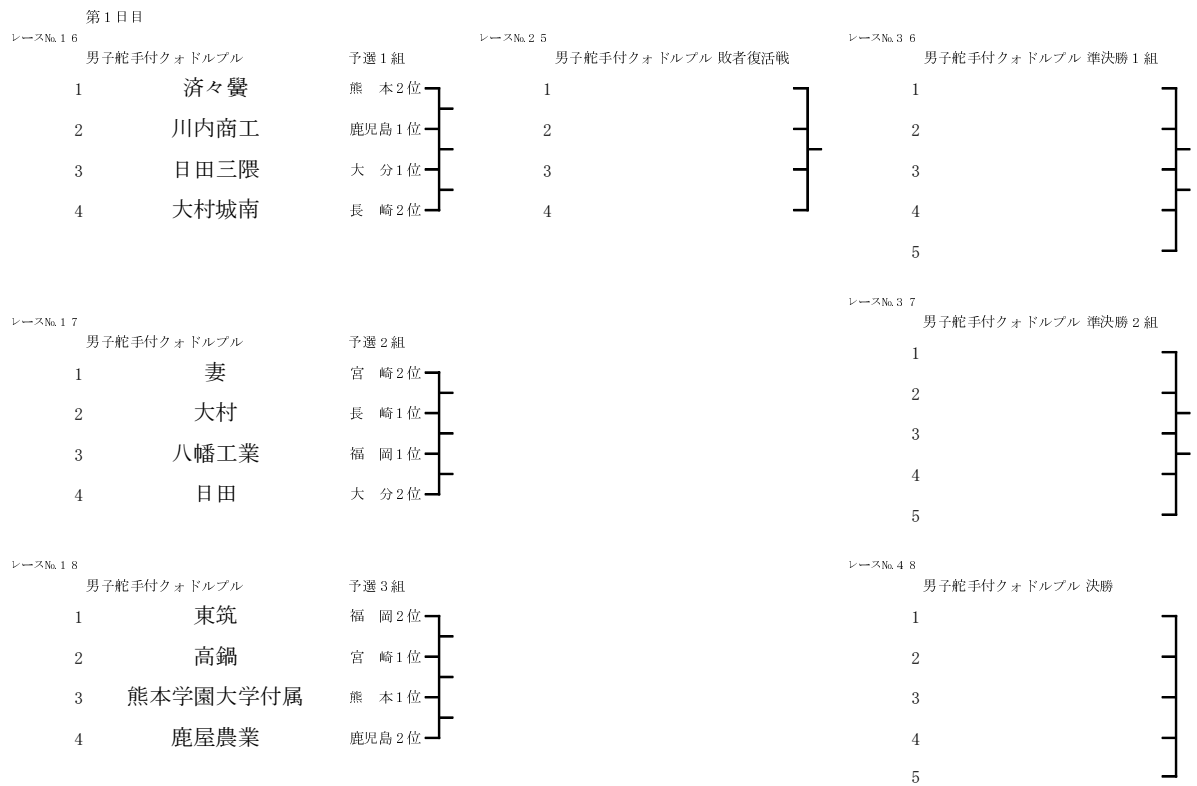 第１日目
レース№１６
男子舵手付クォドルプル 予選１組
1 済々黌 熊　本２位
2 川内商工 鹿児島１位
3 日田三隈 大　分１位
4 大村城南 長　崎２位
レース№１７
男子舵手付クォドルプル 予選２組
1 妻 宮　崎２位
2 大村 長　崎１位
3 八幡工業 福　岡１位
4 日田 大　分２位
レース№１８
男子舵手付クォドルプル 予選３組
1 東筑 福　岡２位
2 高鍋 宮　崎１位
3 熊本学園大学付属 熊　本１位
4 鹿屋農業 鹿児島２位
レース№２５
男子舵手付クォドルプル 敗者復活戦
1
2
3
4
レース№３６
男子舵手付クォドルプル 準決勝１組
1
2
3
4
5
レース№３７
男子舵手付クォドルプル 準決勝２組
1
2
3
4
5
レース№４８
男子舵手付クォドルプル 決勝
1
2
3
4
5